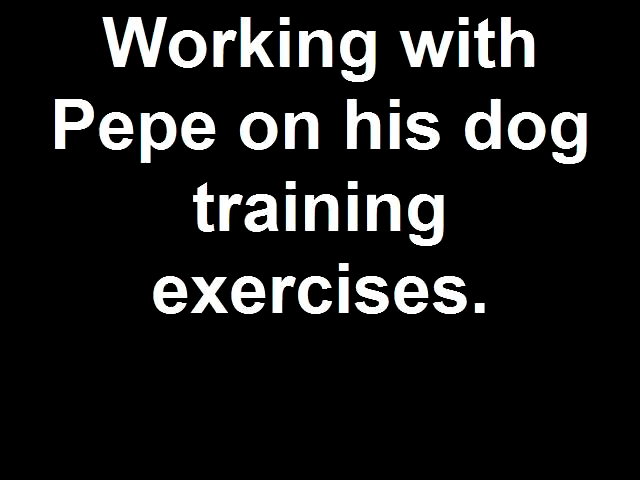 Working with
Pepe on his dog
training
exercises.